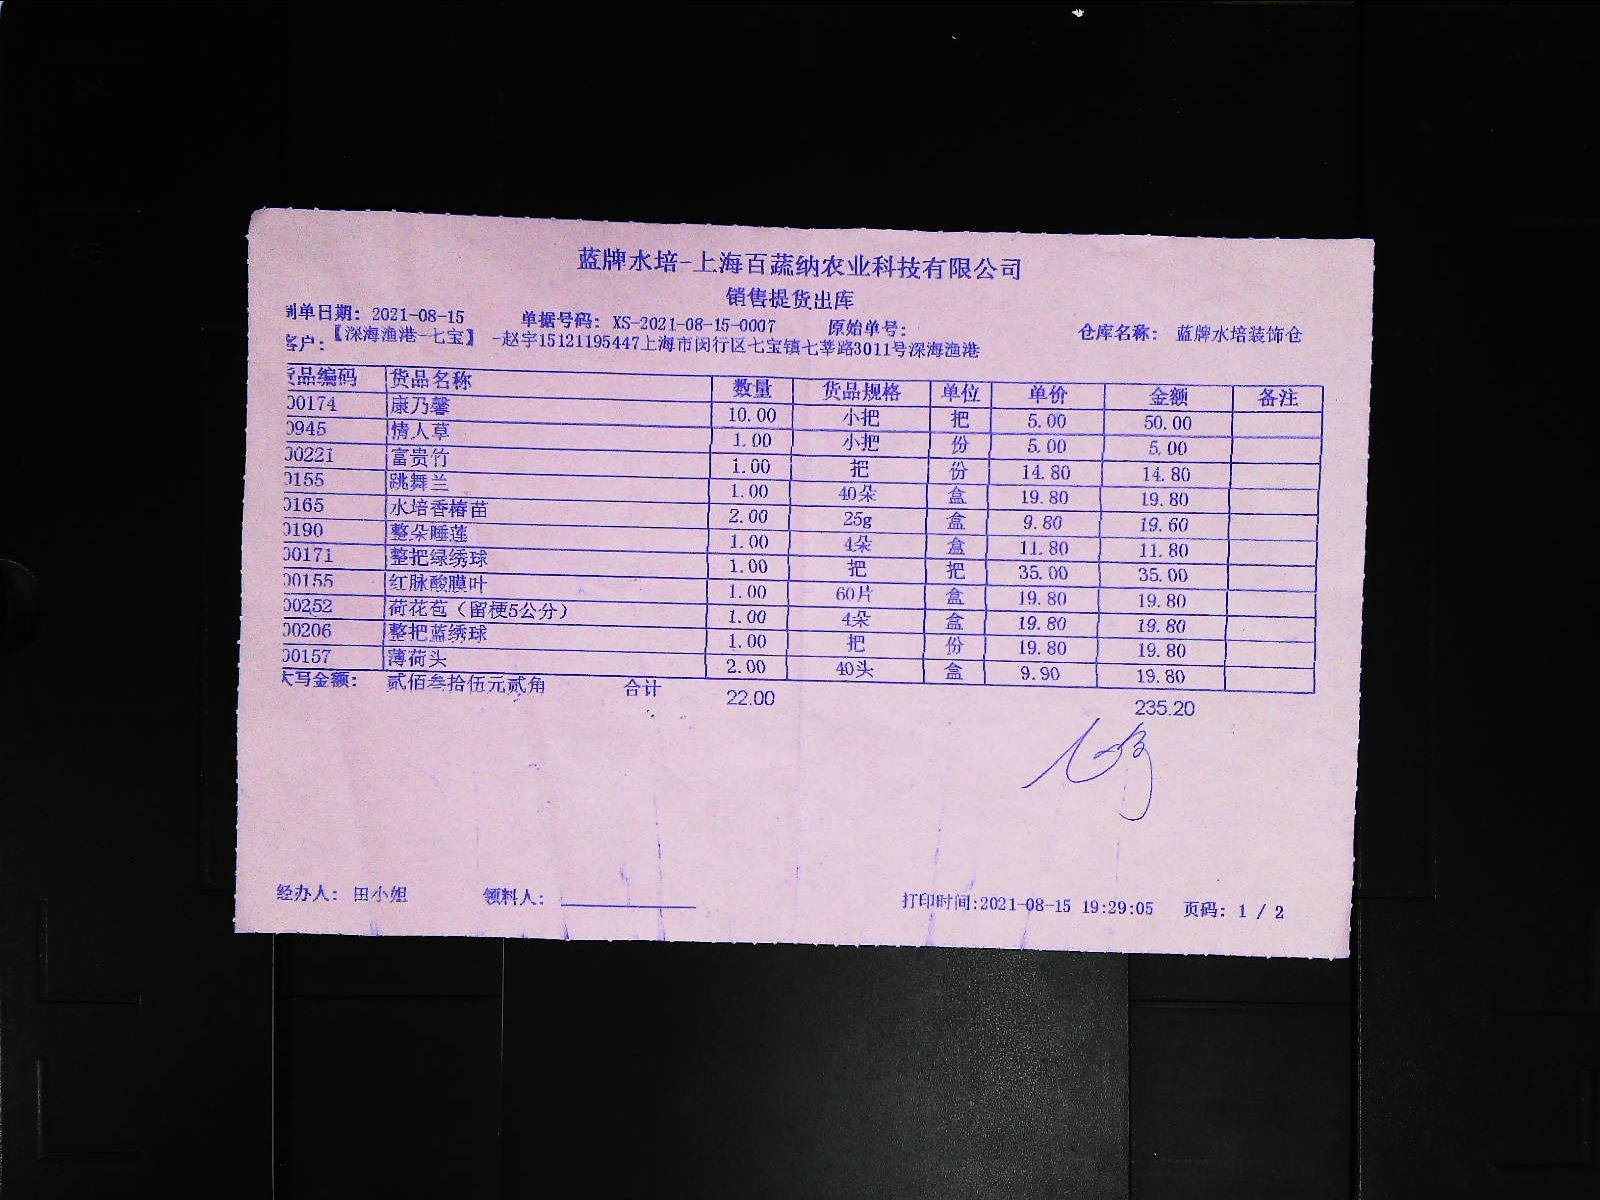 蓝牌水培-上海百蔬纳农业科技有限公司
销售提货出库
制单日期: 2021-08-15 单据号码: XS-2021-08-15-0007 原始单号: 仓库名称: 蓝牌水培装饰仓
客户:【深海渔港-七宝】 -赵宇15121195447上海市闵行区七宝镇七莘路3011号深海渔港
货品编码 货品名称 数量 货品规格 单位 单价 金额 备注
00174 康乃馨 10.00 小把 把 5.00 50.00
0945 情人草 1.00 小把 份 5.00 5.00
00221 富贵竹 1.00 把 份 14.80 14.80
0155 跳舞兰 1.00 40朵 盒 19.80 19.80
0165 水培香椿苗 2.00 25g 盒 9.80 19.60
0190 整朵睡莲 1.00 4朵 盒 11.80 11.80
00171 整把绿绣球 1.00 把 把 35.00 35.00
00155 红脉酸膜叶 1.00 60片 盒 19.80 19.80
00252 荷花苞（留梗5公分） 1.00 4朵 盒 19.80 19.80
00206 整把蓝绣球 1.00 把 份 19.80 19.80
00157 薄荷头 2.00 40头 盒 9.90 19.80
大写金额: 贰佰叁拾伍元贰角 合计 22.00 235.20
经办人: 田小姐 领料人: 打印时间:2021-08-15 19:29:05 页码: 1 / 2